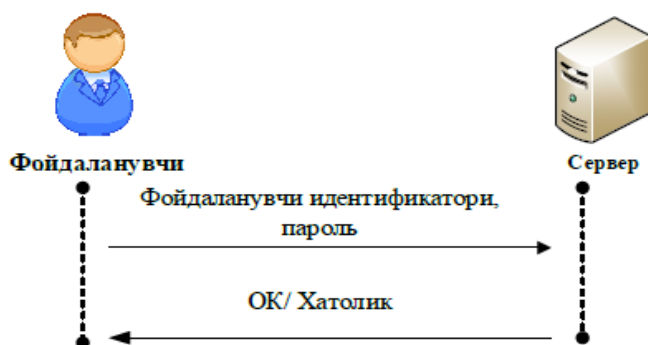 Фойдаланувчи
Сервер
Фойдаланувчи идентификатори,
пароль
ОК/ Хатолик